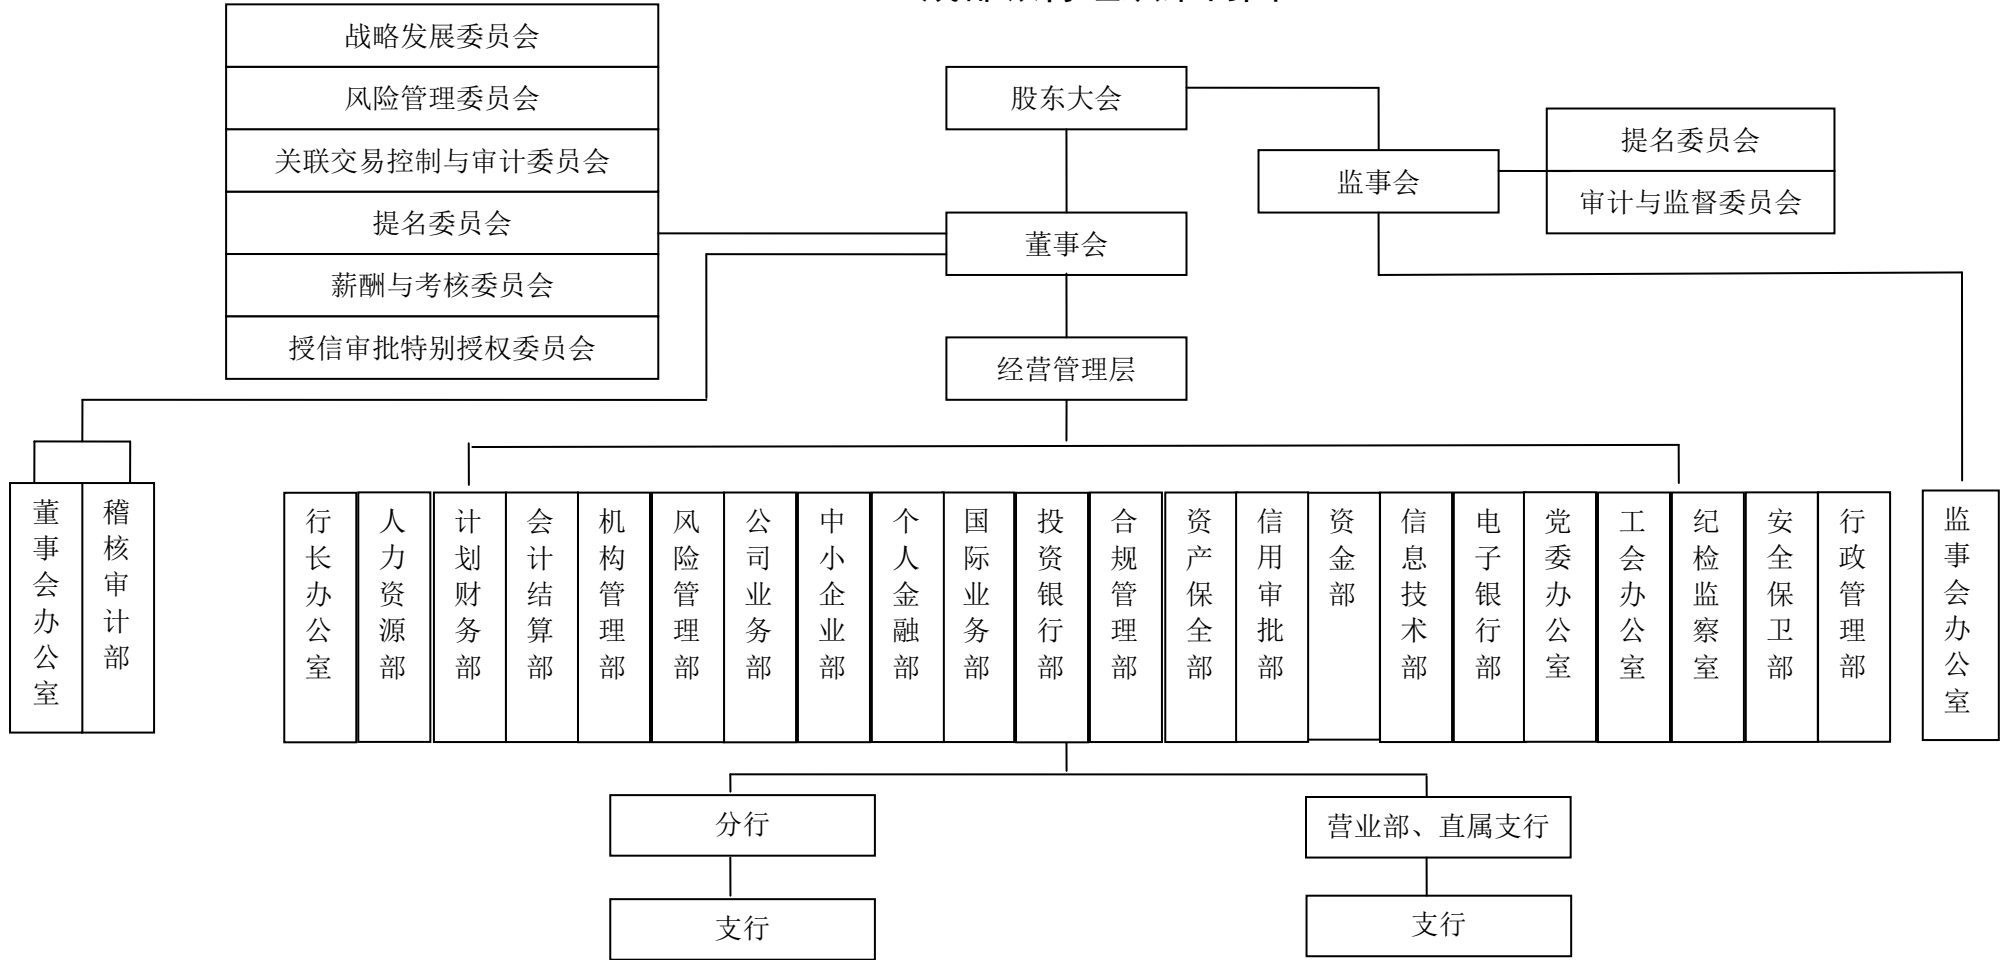 战略发展委员会
风险管理委员会
关联交易控制与审计委员会
提名委员会
薪酬与考核委员会
授信审批特别授权委员会
股东大会
监事会
提名委员会
审计与监督委员会
董事会
经营管理层
董事会办公室
稽核审计部
行长办公室
人力资源部
计划财务部
会计结算部
机构管理部
风险管理部
公司业务部
中小企业部
个人金融部
国际业务部
投资银行部
合规管理部
资产保全部
信用审批部
资金部
信息技术部
电子银行部
党委办公室
工会办公室
纪检监察室
安全保卫部
行政管理部
监事会办公室
分行
营业部、直属支行
支行
支行